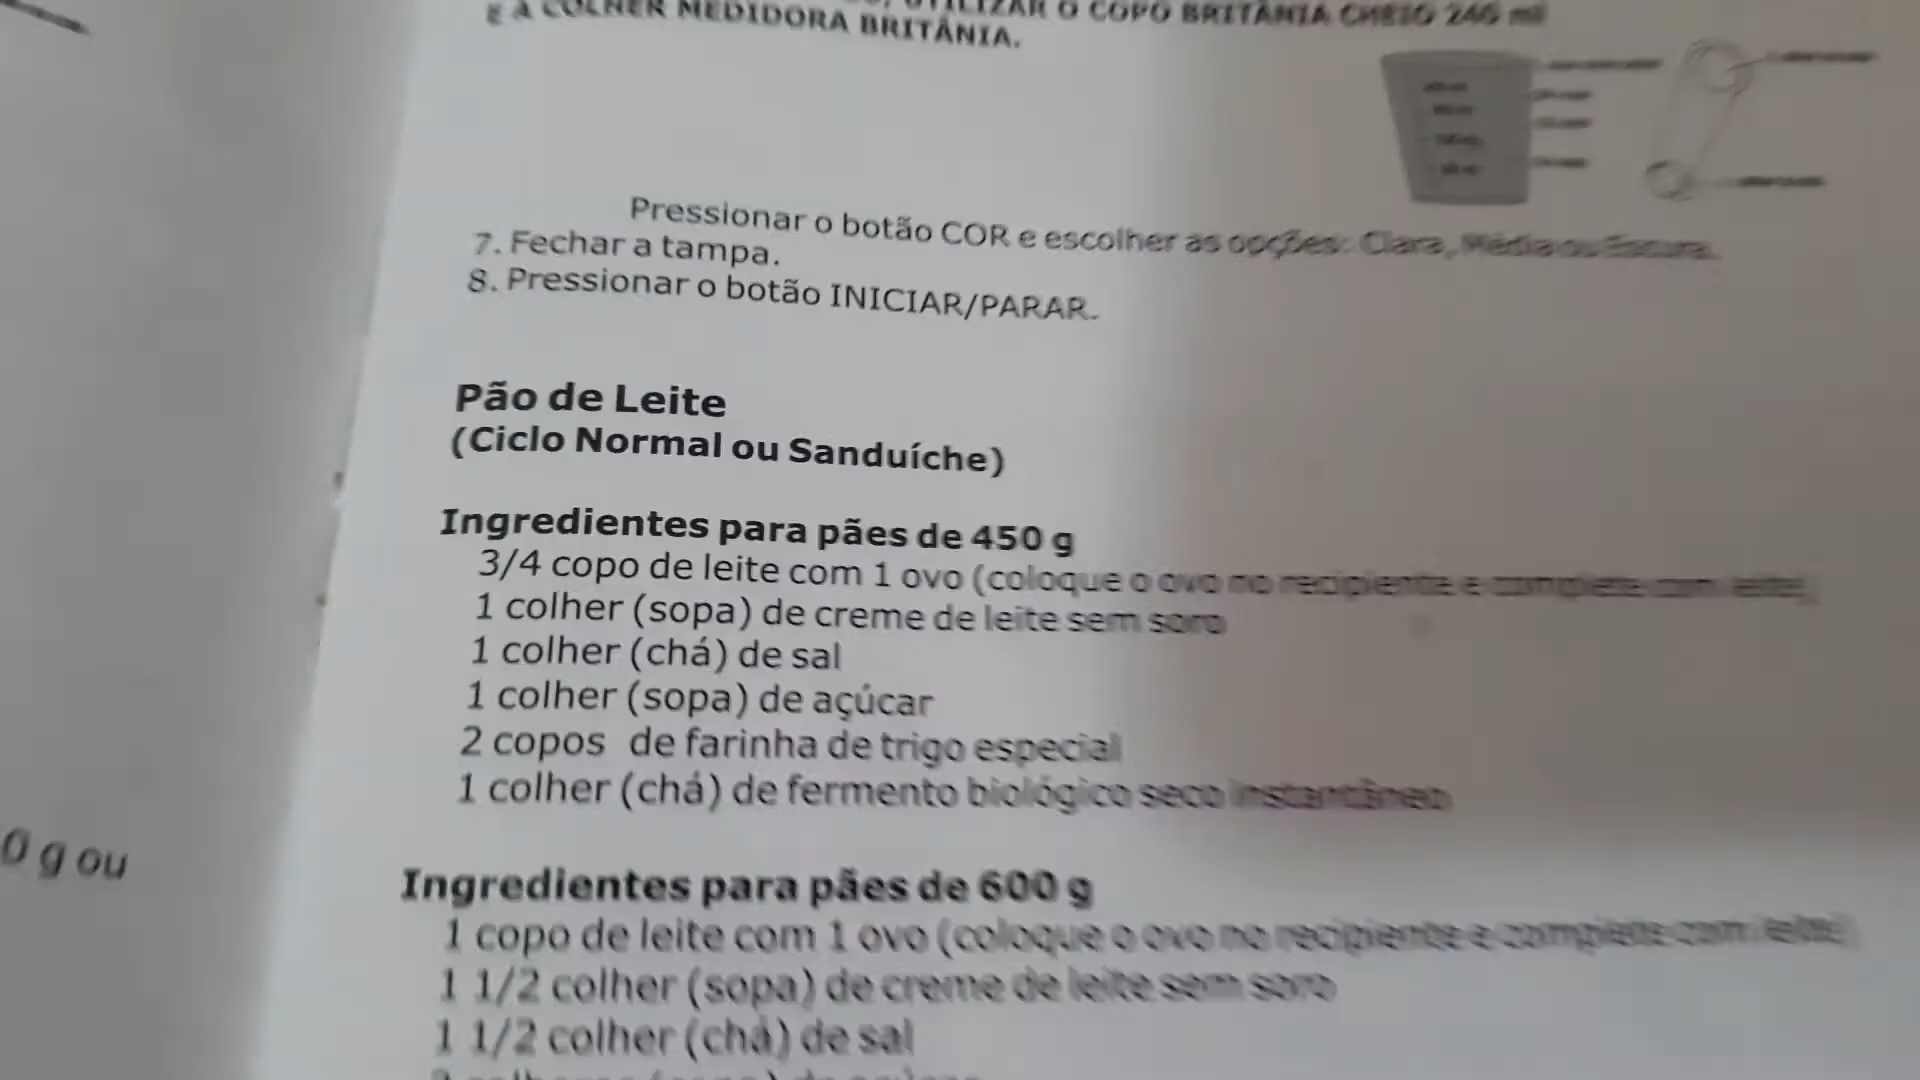 UTILIZAR O COPO BRITÂNIA CHEIO 240 ml
E A COLHER MEDIDORA BRITÂNIA.
Pressionar o botão COR e escolher as opções: Clara, Média ou Escura.
7. Fechar a tampa.
8. Pressionar o botão INICIAR/PARAR.
Pão de Leite
(Ciclo Normal ou Sanduíche)
Ingredientes para pães de 450 g
3/4 copo de leite com 1 ovo (coloque o ovo no recipiente e complete com leite)
1 colher (sopa) de creme de leite sem soro
1 colher (chá) de sal
1 colher (sopa) de açúcar
2 copos de farinha de trigo especial
1 colher (chá) de fermento biológico seco instantâneo
0 g ou
Ingredientes para pães de 600 g
1 copo de leite com 1 ovo (coloque o ovo no recipiente e complete com leite)
1 1/2 colher (sopa) de creme de leite sem soro
1 1/2 colher (chá) de sal